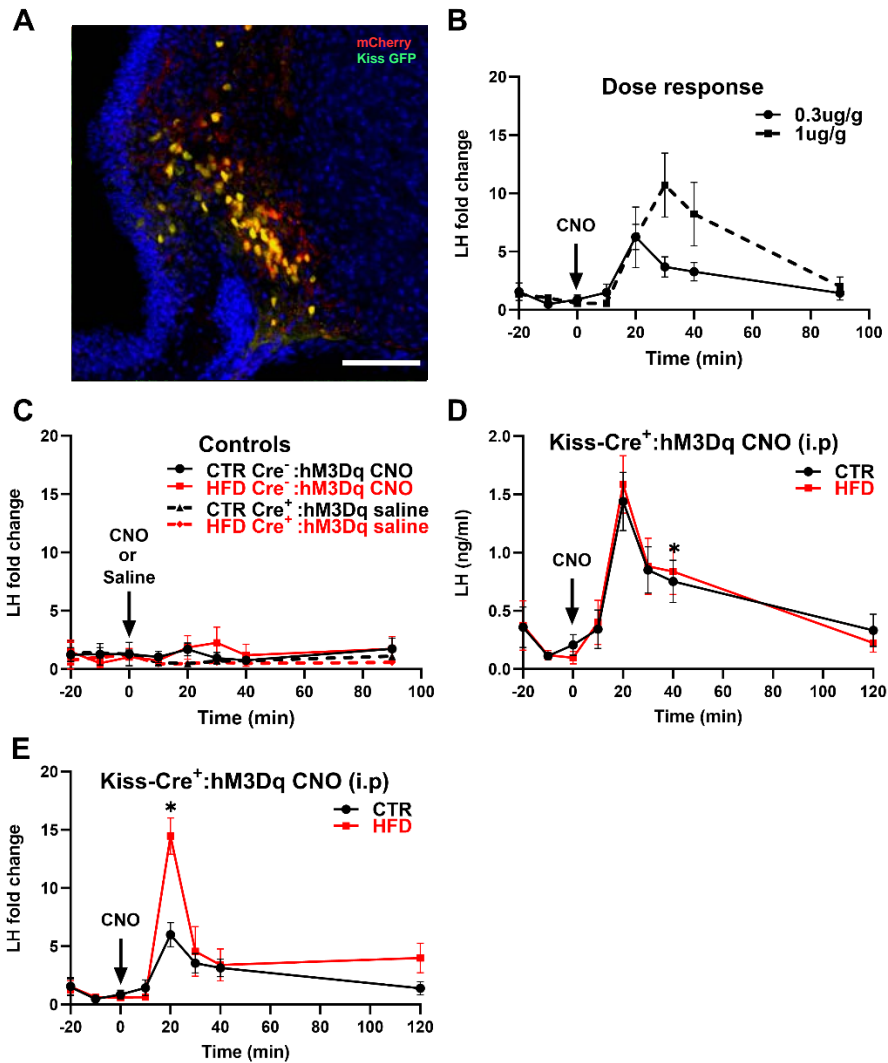 A
mCherry
Kiss GFP
B
Dose response
0.3ug/g
1ug/g
CNO
LH fold change
20
15
10
5
0
-20 0 20 40 60 80 100
Time (min)
C
Controls
CTR Cre⁻:hM3Dq CNO
HFD Cre⁻:hM3Dq CNO
CTR Cre⁺:hM3Dq saline
HFD Cre⁺:hM3Dq saline
CNO
or
Saline
LH fold change
20
15
10
5
0
-20 0 20 40 60 80 100
Time (min)
D
Kiss-Cre⁺:hM3Dq CNO (i.p)
CTR
HFD
CNO
*
LH (ng/ml)
2.0
1.5
1.0
0.5
0.0
-20 0 20 40 60 80 100 120
Time (min)
E
Kiss-Cre⁺:hM3Dq CNO (i.p)
*
CTR
HFD
CNO
LH fold change
20
15
10
5
0
-20 0 20 40 60 80 100 120
Time (min)